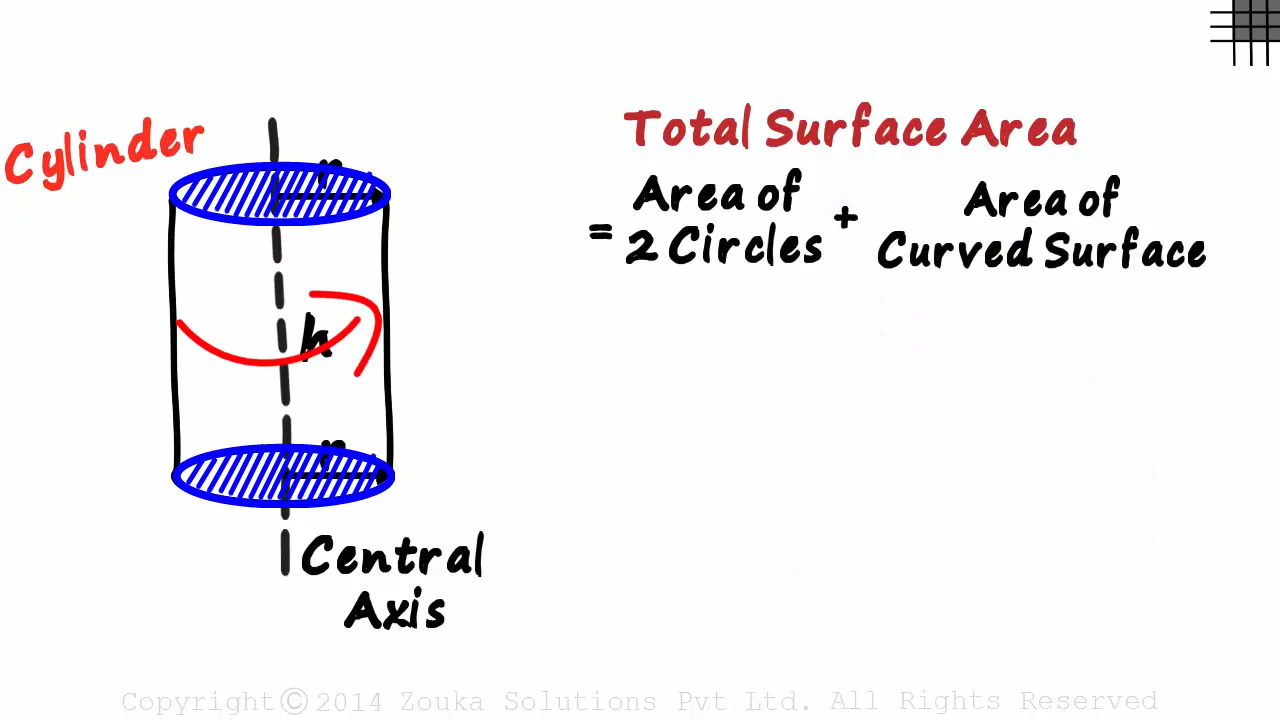 Cylinder
r
h
r
Central
Axis
Total Surface Area
= Area of 2 Circles + Area of Curved Surface
Copyright© 2014 Zouka Solutions Pvt Ltd. All Rights Reserved